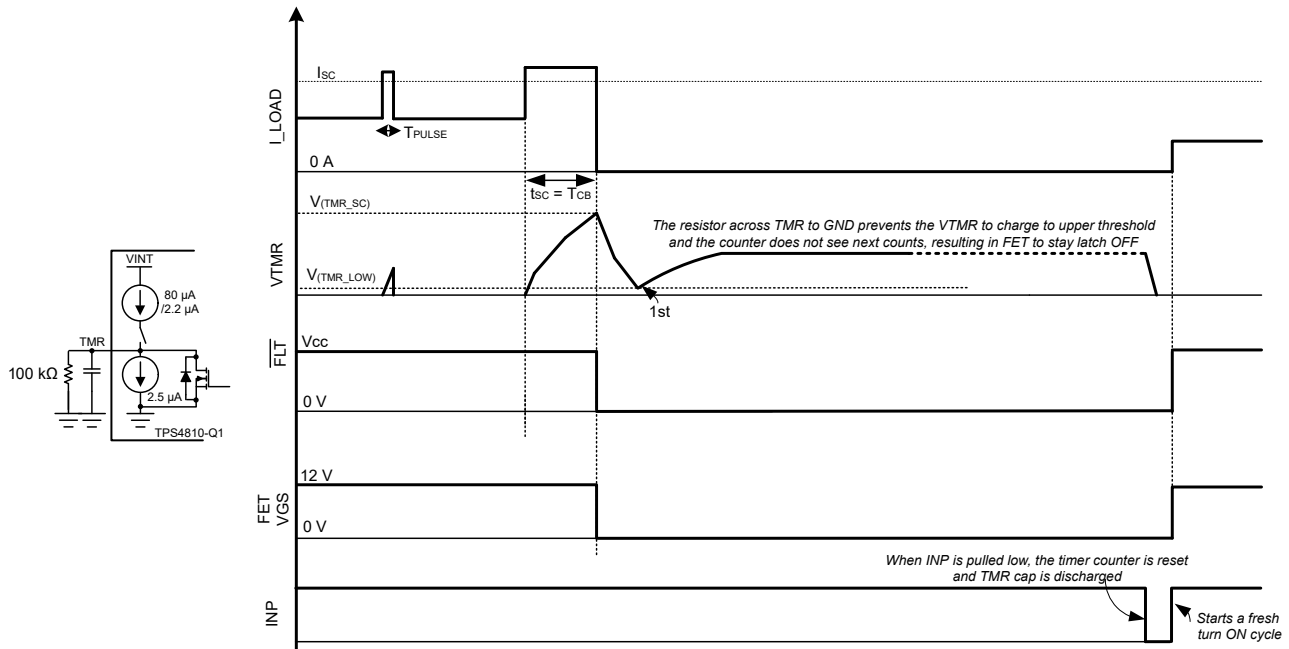 I_LOAD
ISC
TPULSE
0 A
tSC = TCB
VTMR
V(TMR_SC)
The resistor across TMR to GND prevents the VTMR to charge to upper threshold
and the counter does not see next counts, resulting in FET to stay latch OFF
V(TMR_LOW)
1st
VINT
80 µA
/2.2 µA
TMR
100 kΩ
2.5 µA
TPS4810-Q1
FLT
Vcc
0 V
FET
VGS
12 V
0 V
When INP is pulled low, the timer counter is reset
and TMR cap is discharged
INP
Starts a fresh
turn ON cycle